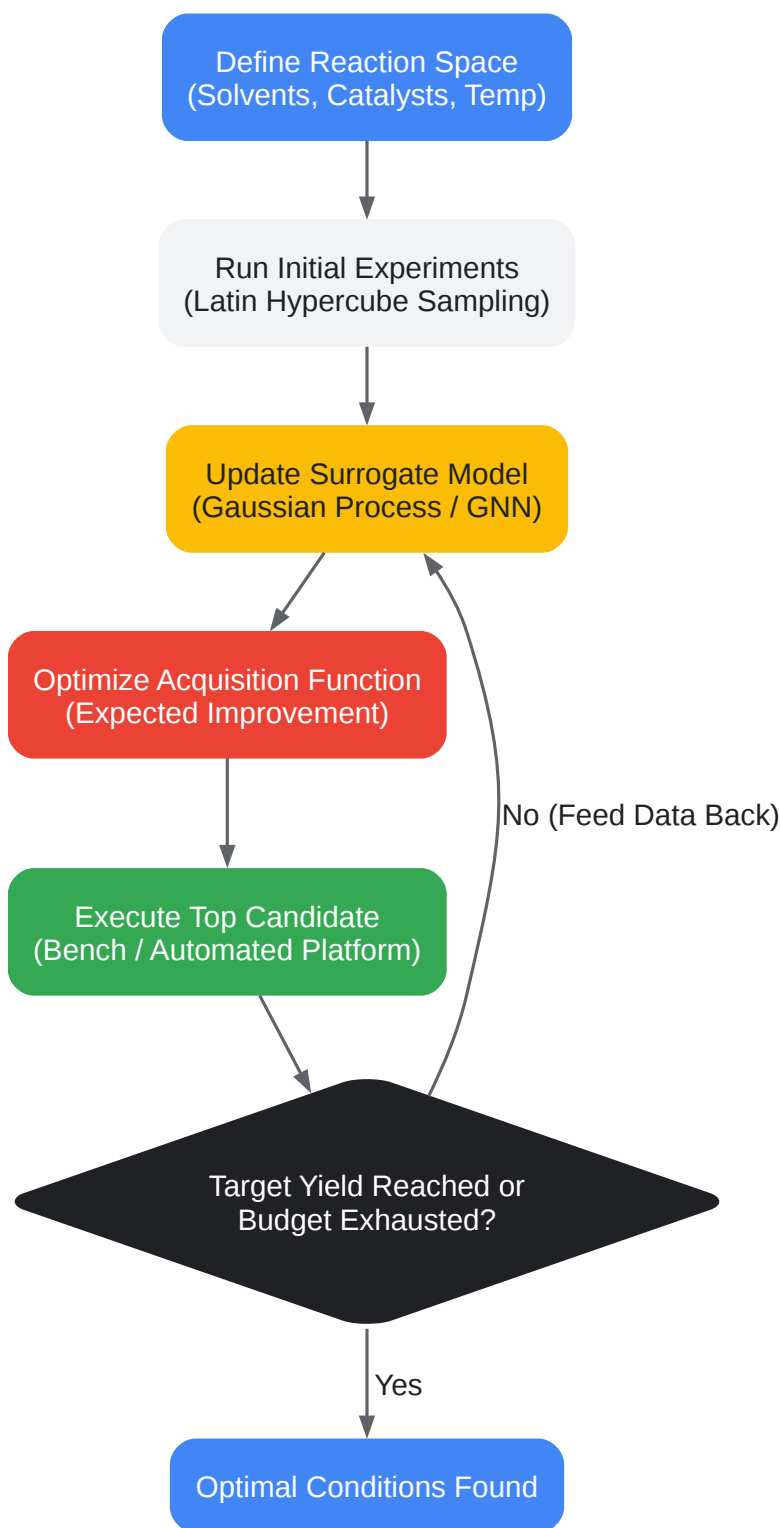 Define Reaction Space
(Solvents, Catalysts, Temp)
Run Initial Experiments
(Latin Hypercube Sampling)
Update Surrogate Model
(Gaussian Process / GNN)
Optimize Acquisition Function
(Expected Improvement)
No (Feed Data Back)
Execute Top Candidate
(Bench / Automated Platform)
Target Yield Reached or
Budget Exhausted?
Yes
Optimal Conditions Found